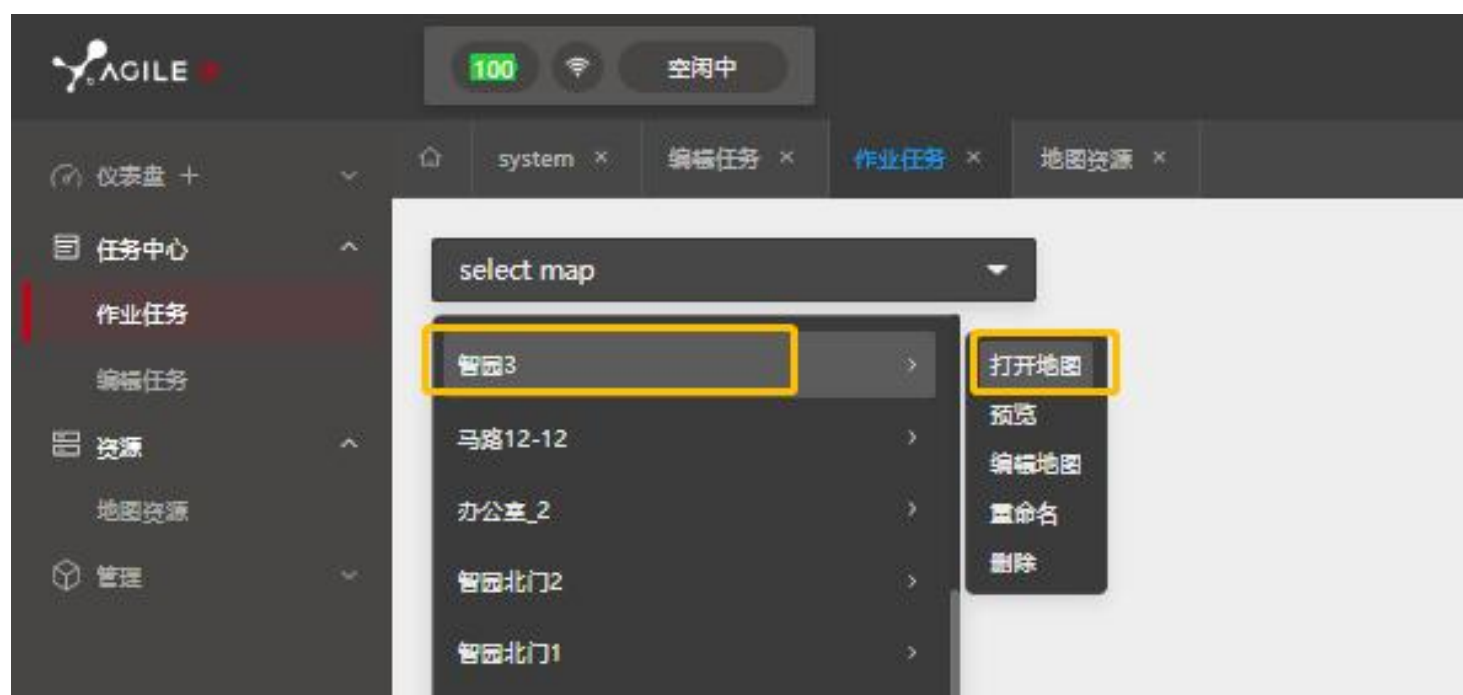 AGILE
100
空闲中
仪表盘 +
system ×
编辑任务 ×
作业任务 ×
地图资源 ×
任务中心
作业任务
编辑任务
资源
地图资源
管理
select map
智园3
马路12-12
办公室_2
智园北门2
智园北门1
打开地图
预览
编辑地图
重命名
删除